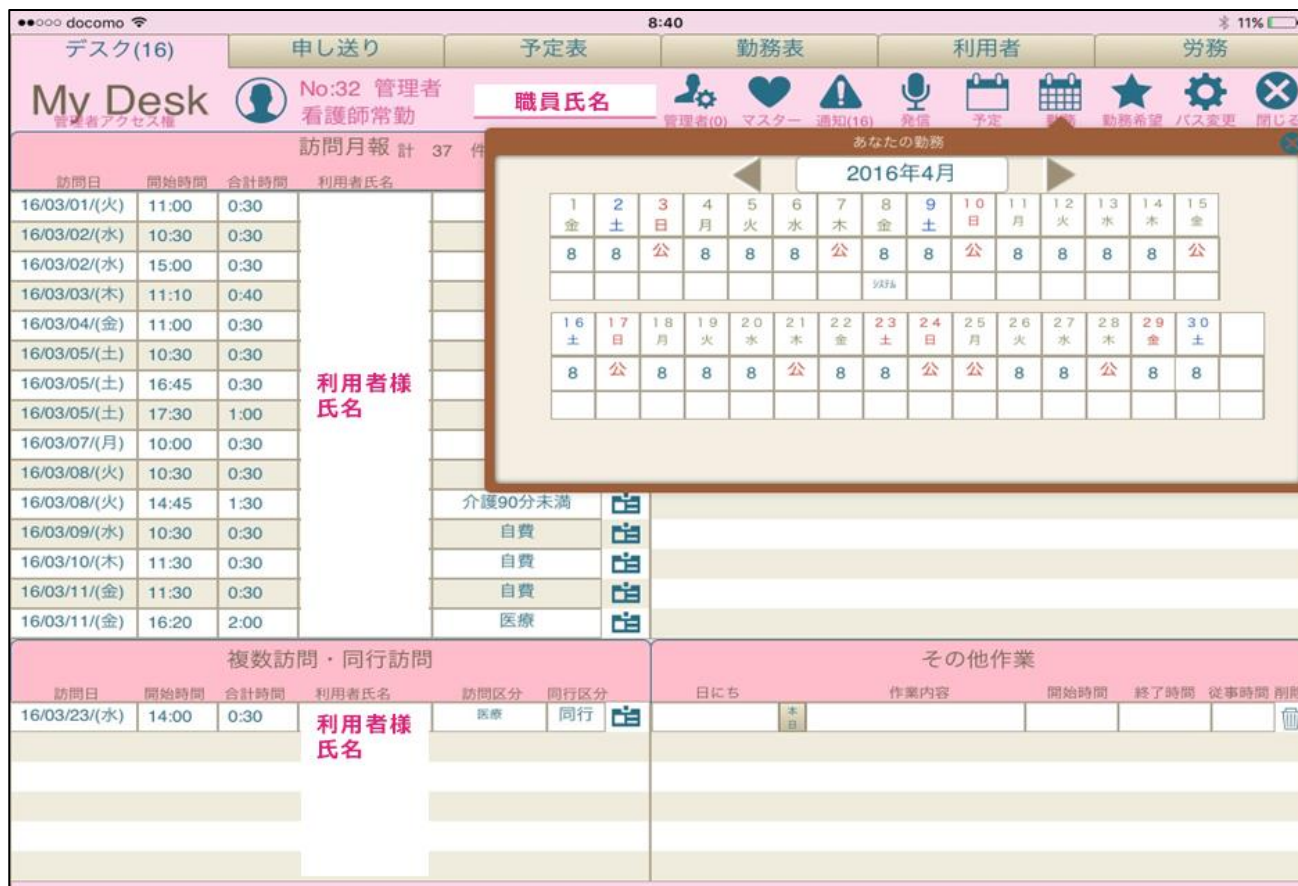 docomo 8:40 11%
デスク(16) 申し送り 予定表 勤務表 利用者 労務
My Desk
管理者アクセス権
No:32 管理者
看護師常勤
職員氏名
管理者(0) マスター 通知(16) 発信 予定 勤務 勤務希望 パス変更 閉じる
訪問月報 計 37 件
訪問日 開始時間 合計時間 利用者氏名
16/03/01/(火) 11:00 0:30
16/03/02/(水) 10:30 0:30
16/03/02/(水) 15:00 0:30
16/03/03/(木) 11:10 0:40
16/03/04/(金) 11:00 0:30
16/03/05/(土) 10:30 0:30
16/03/05/(土) 16:45 0:30
16/03/05/(土) 17:30 1:00
16/03/07/(月) 10:00 0:30
16/03/08/(火) 10:30 0:30
16/03/08/(火) 14:45 1:30 介護90分未満
16/03/09/(水) 10:30 0:30 自費
16/03/10/(木) 11:30 0:30 自費
16/03/11/(金) 11:30 0:30 自費
16/03/11/(金) 16:20 2:00 医療
利用者様
氏名
あなたの勤務
2016年4月
1 2 3 4 5 6 7 8 9 10 11 12 13 14 15
金 土 日 月 火 水 木 金 土 日 月 火 水 木 金
8 8 公 8 8 8 公 8 8 公 8 8 8 8 公
システム
16 17 18 19 20 21 22 23 24 25 26 27 28 29 30
土 日 月 火 水 木 金 土 日 月 火 水 木 金 土
8 公 8 8 8 公 8 8 公 公 8 8 公 8 8
複数訪問・同行訪問
訪問日 開始時間 合計時間 利用者氏名 訪問区分 同行区分
16/03/23/(水) 14:00 0:30 医療 同行
利用者様
氏名
その他作業
日にち 作業内容 開始時間 終了時間 従事時間 削除
本
日